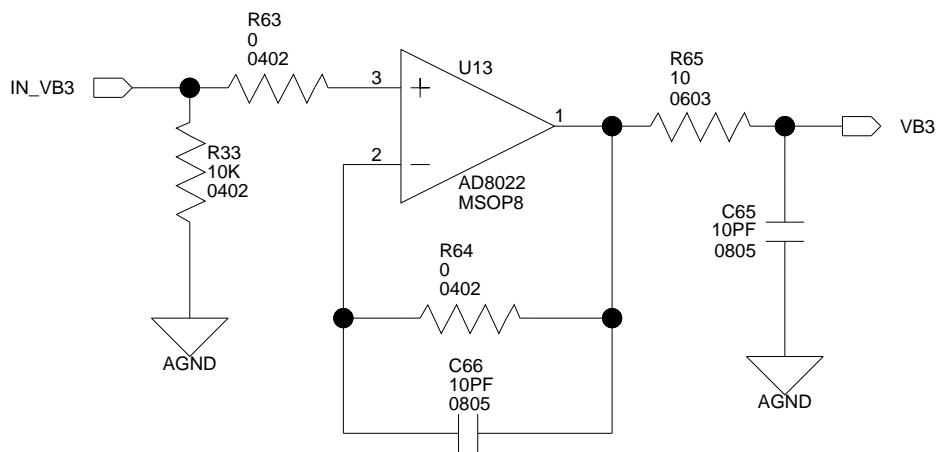 R63
0
0402
IN_VB3
R33
10K
0402
AGND
3
+
2
−
U13
AD8022
MSOP8
1
R65
10
0603
VB3
C65
10PF
0805
AGND
R64
0
0402
C66
10PF
0805